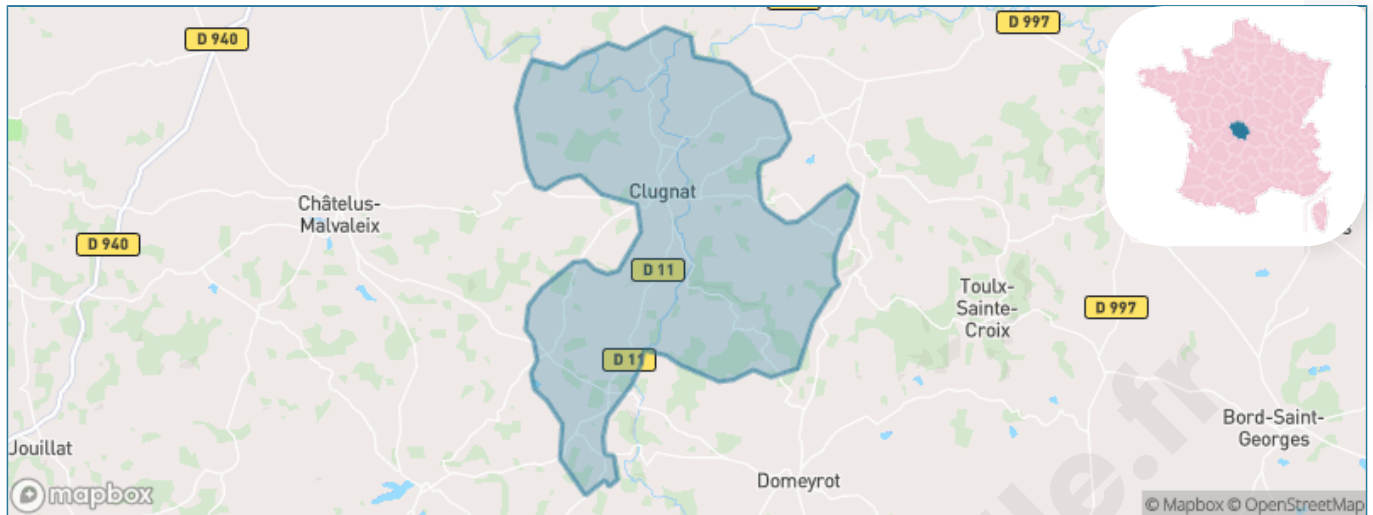 D 940
D 997
Clugnat
Châtelus-
Malvaleix
D 940
D 11
Toulx-
Sainte-
Croix
D 997
D 11
Bord-Saint-
Georges
Jouillat
Domeyrot
mapbox
© Mapbox © OpenStreetMap